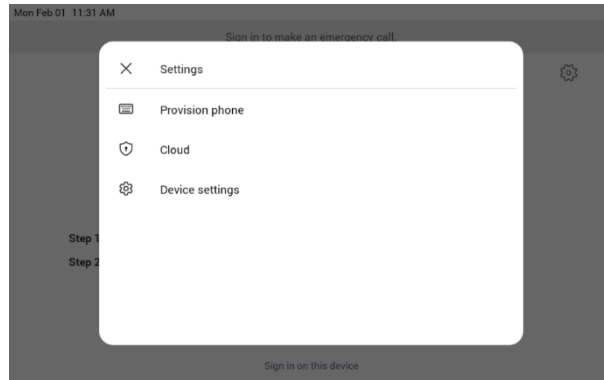 Mon Feb 01 11:31 AM
Sign in to make an emergency call.
Settings
Provision phone
Cloud
Device settings
Step 1
Step 2
Sign in on this device